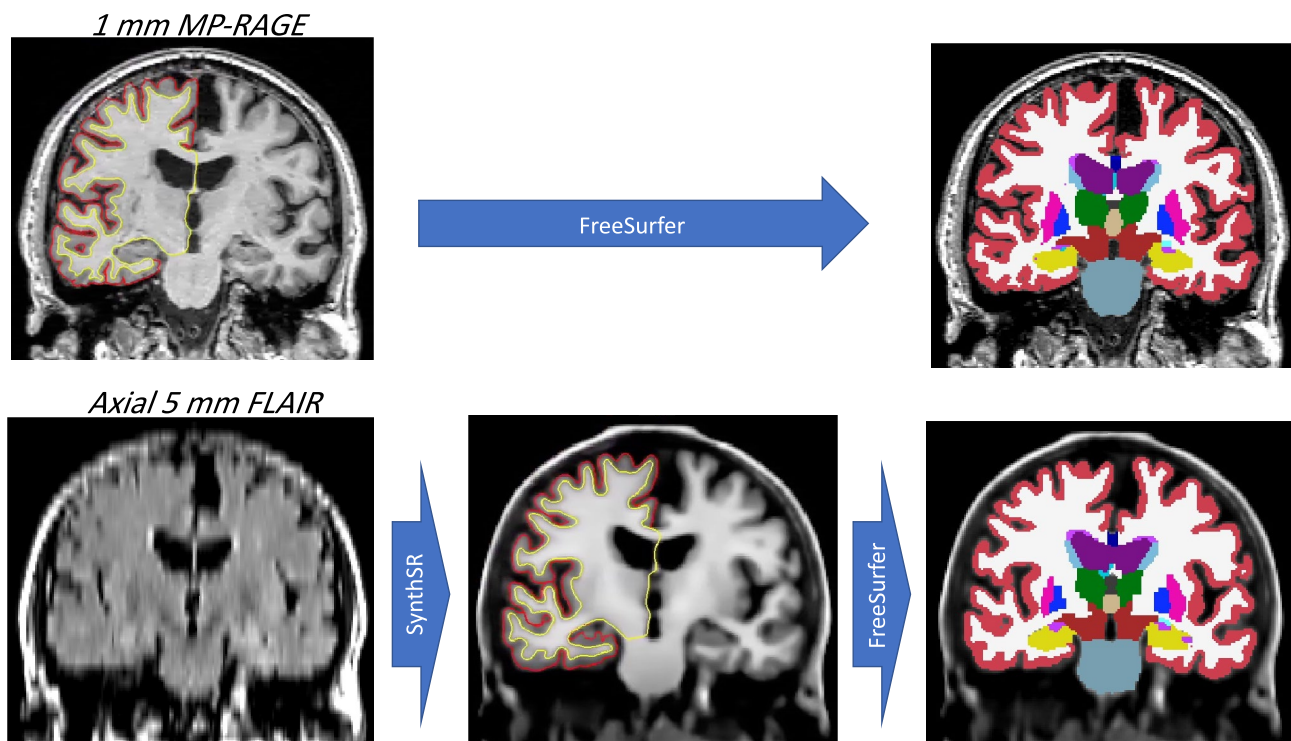 1 mm MP-RAGE
FreeSurfer
Axial 5 mm FLAIR
SynthSR
FreeSurfer